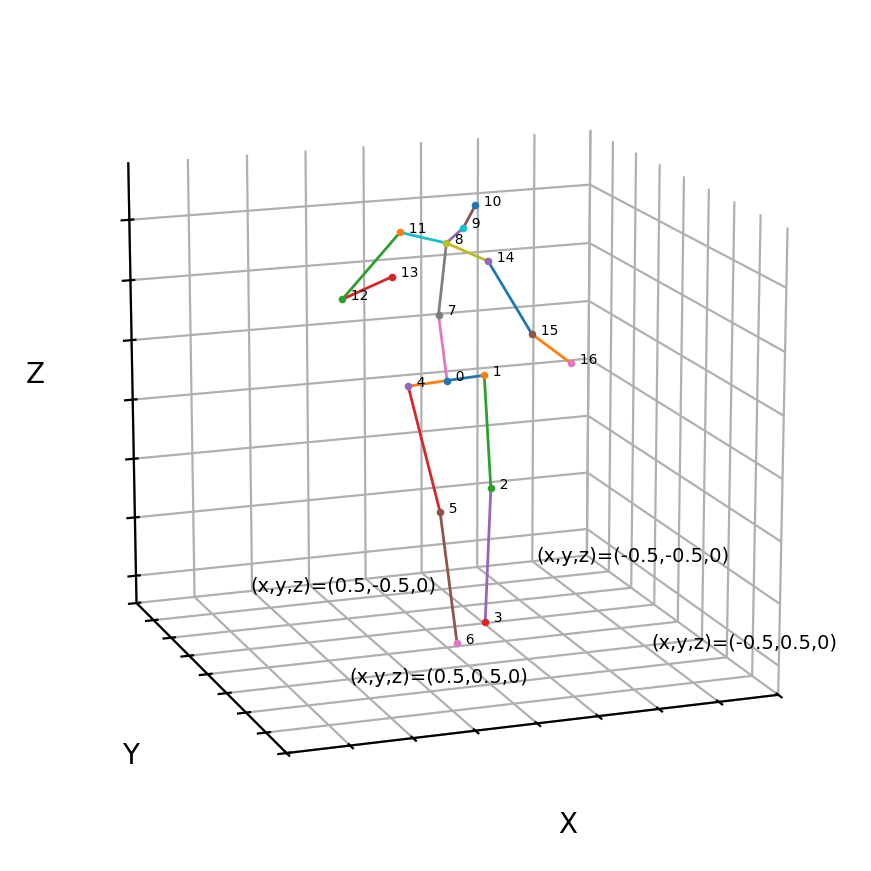 10
9
11
8
14
13
12
7
15
16
Z
1
0
4
2
5
(x,y,z)=(-0.5,-0.5,0)
(x,y,z)=(0.5,-0.5,0)
3
6
(x,y,z)=(-0.5,0.5,0)
(x,y,z)=(0.5,0.5,0)
Y
X